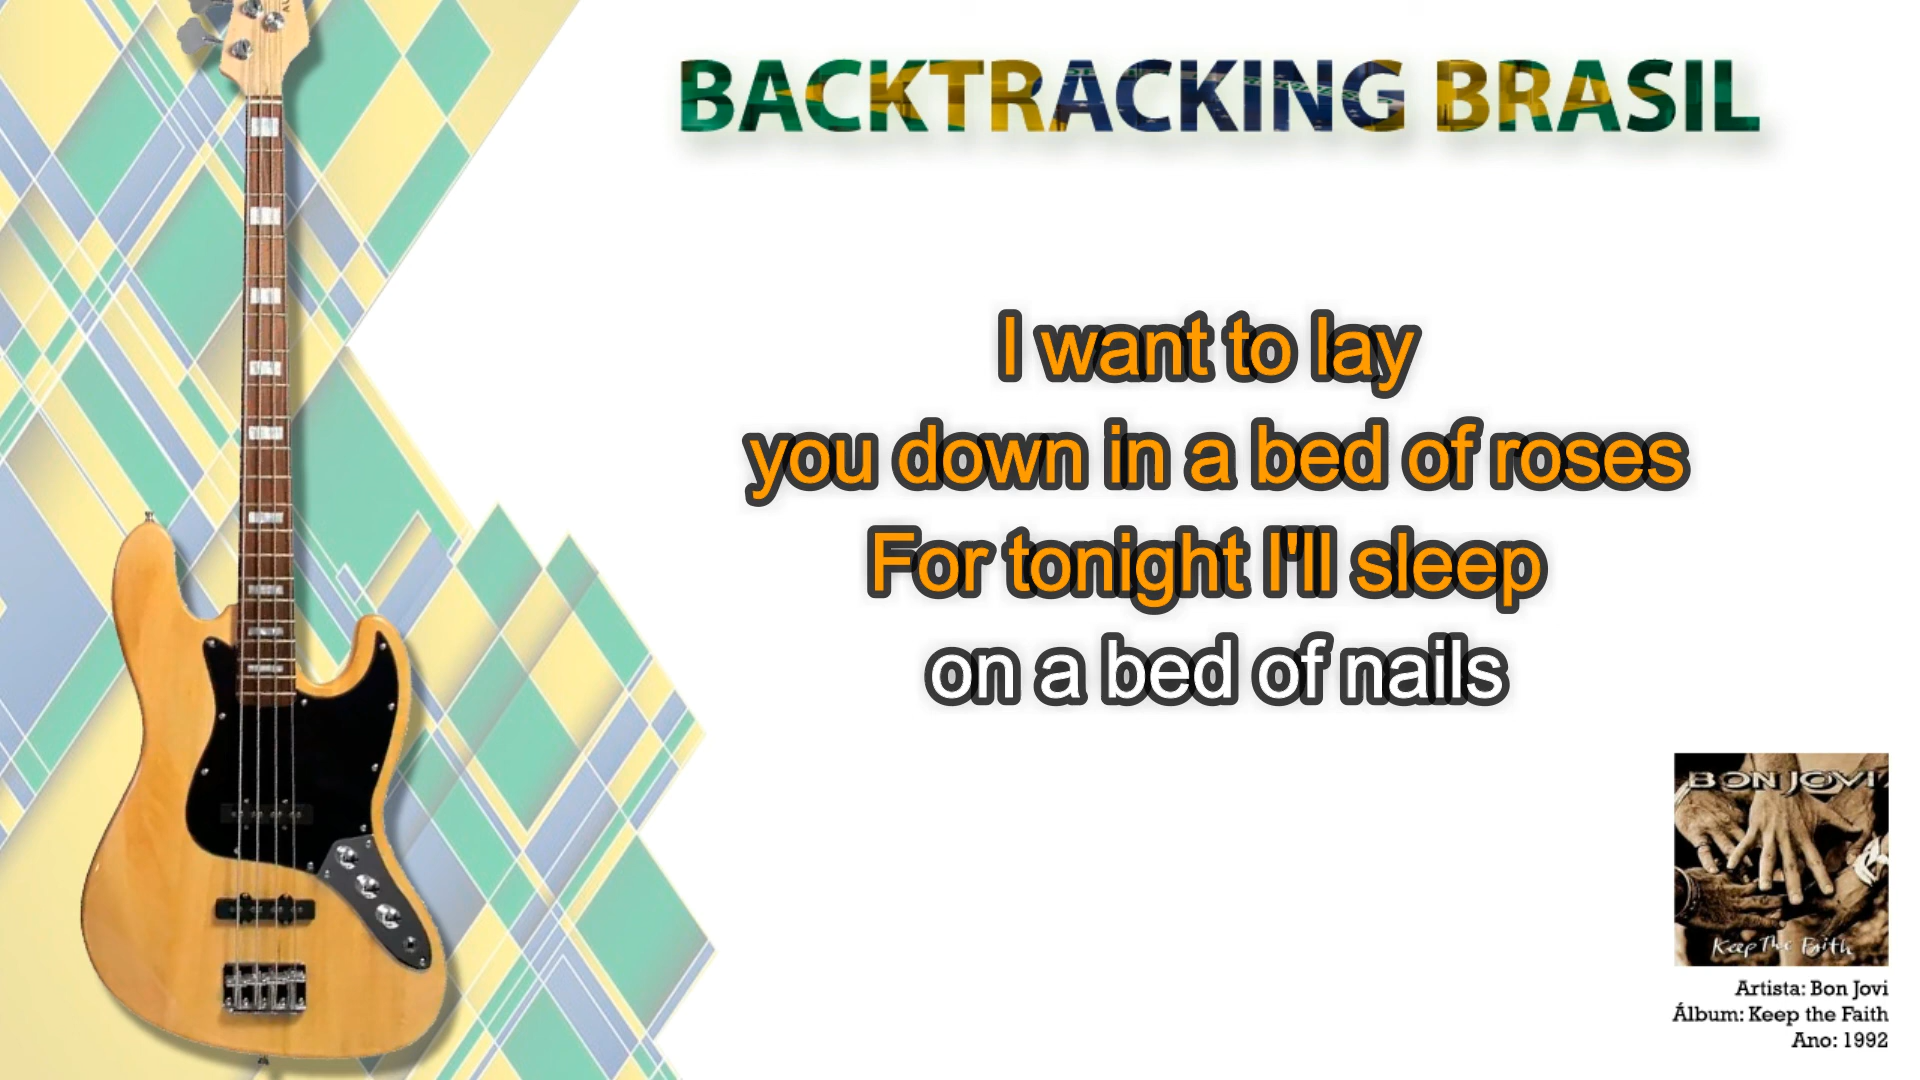 BACKTRACKING BRASIL
I want to lay
you down in a bed of roses
For tonight I'll sleep
on a bed of nails
BON JOVI
Keep The Faith
Artista: Bon Jovi
Álbum: Keep the Faith
Ano: 1992